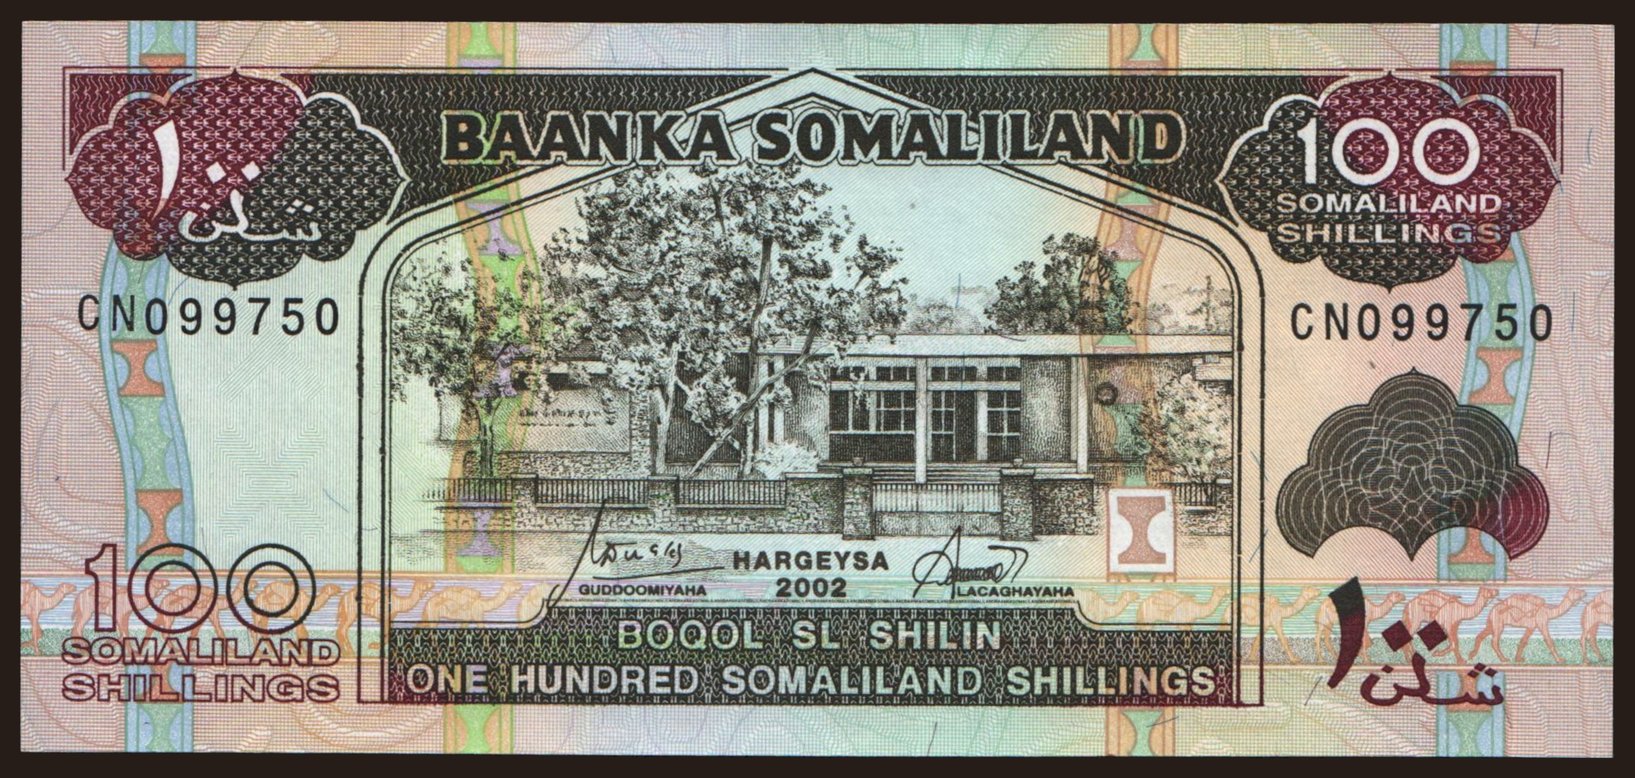 BAANKA SOMALILAND
١٠٠
شلن
100
SOMALILAND
SHILLINGS
CN099750
CN099750
HARGEYSA
2002
GUDDOOMIYAHA
LACAGHAYAHA
100
SOMALILAND
SHILLINGS
BOQOL SL SHILIN
ONE HUNDRED SOMALILAND SHILLINGS
١٠٠
شلن